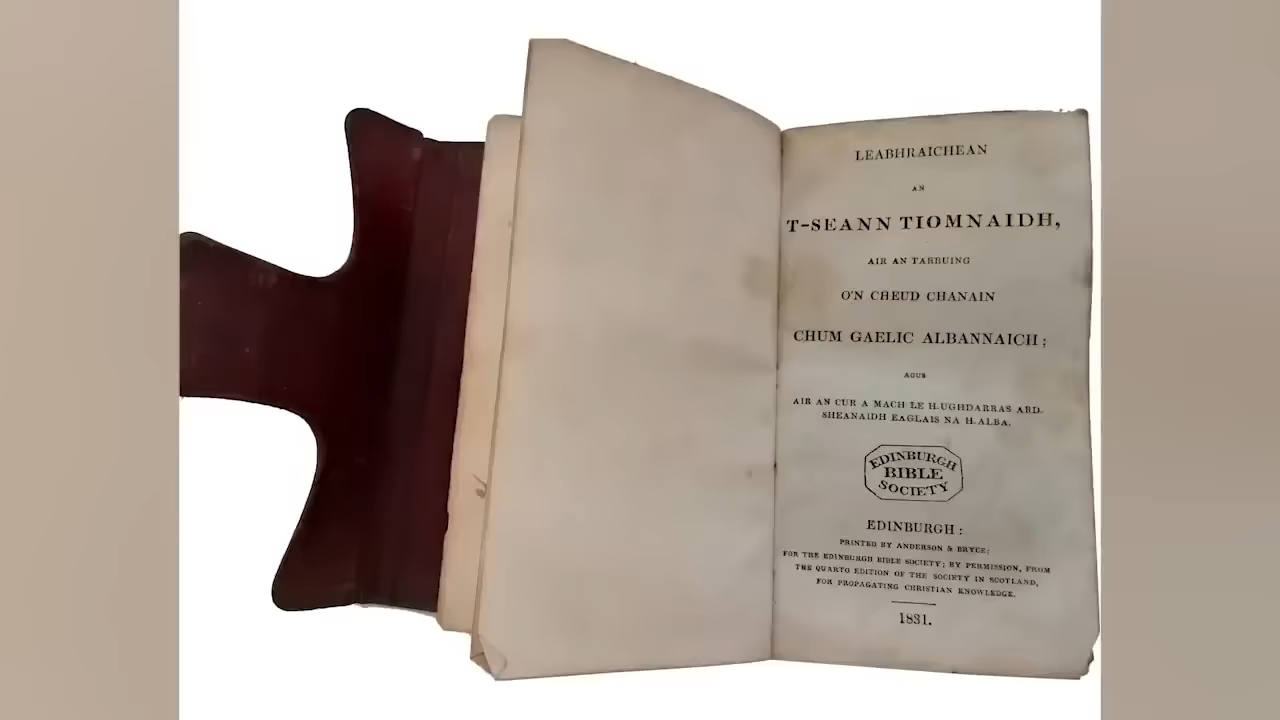 LEABHRAICHEAN
AN
T-SEANN TIOMNAIDH,
AIR AN TARRUING
O'N CHEUD CHANAIN
CHUM GAELIC ALBANNAICH;
AGUS
AIR AN CUR A MACH LE H-UGHDARRAS ARD-
SHEANAIDH EAGLAIS NA H-ALBA.
EDINBURGH
BIBLE
SOCIETY
EDINBURGH:
PRINTED BY ANDERSON & BRYCE;
FOR THE EDINBURGH BIBLE SOCIETY; BY PERMISSION, FROM
THE QUARTO EDITION OF THE SOCIETY IN SCOTLAND,
FOR PROPAGATING CHRISTIAN KNOWLEDGE.
1831.